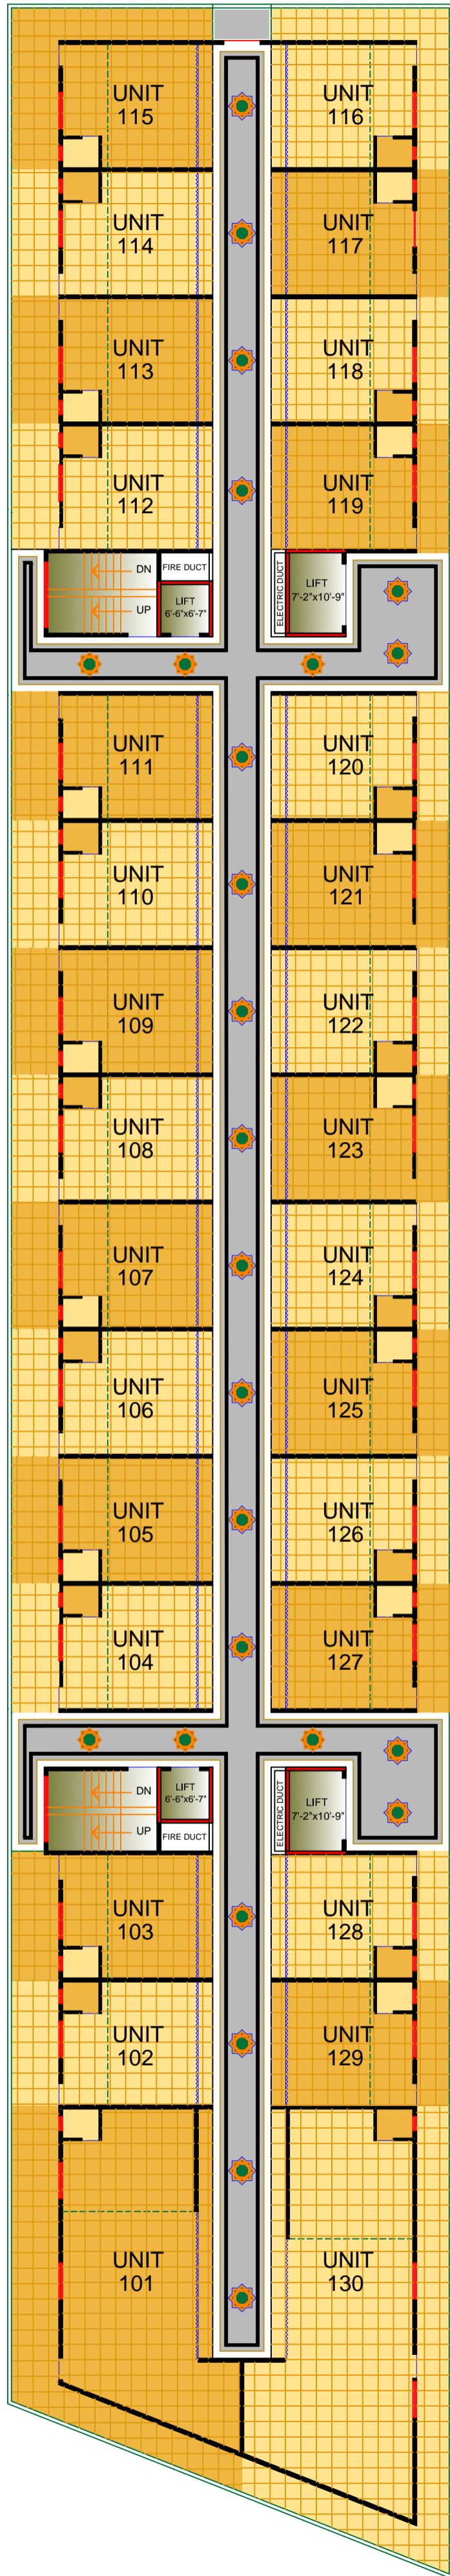 UNIT
115
UNIT
116
UNIT
114
UNIT
117
UNIT
113
UNIT
118
UNIT
112
UNIT
119
DN
UP
FIRE DUCT
LIFT
6'-6"x6'-7"
ELECTRIC DUCT
LIFT
7'-2"x10'-9"
UNIT
111
UNIT
120
UNIT
110
UNIT
121
UNIT
109
UNIT
122
UNIT
108
UNIT
123
UNIT
107
UNIT
124
UNIT
106
UNIT
125
UNIT
105
UNIT
126
UNIT
104
UNIT
127
DN
UP
LIFT
6'-6"x6'-7"
FIRE DUCT
ELECTRIC DUCT
LIFT
7'-2"x10'-9"
UNIT
103
UNIT
128
UNIT
102
UNIT
129
UNIT
101
UNIT
130